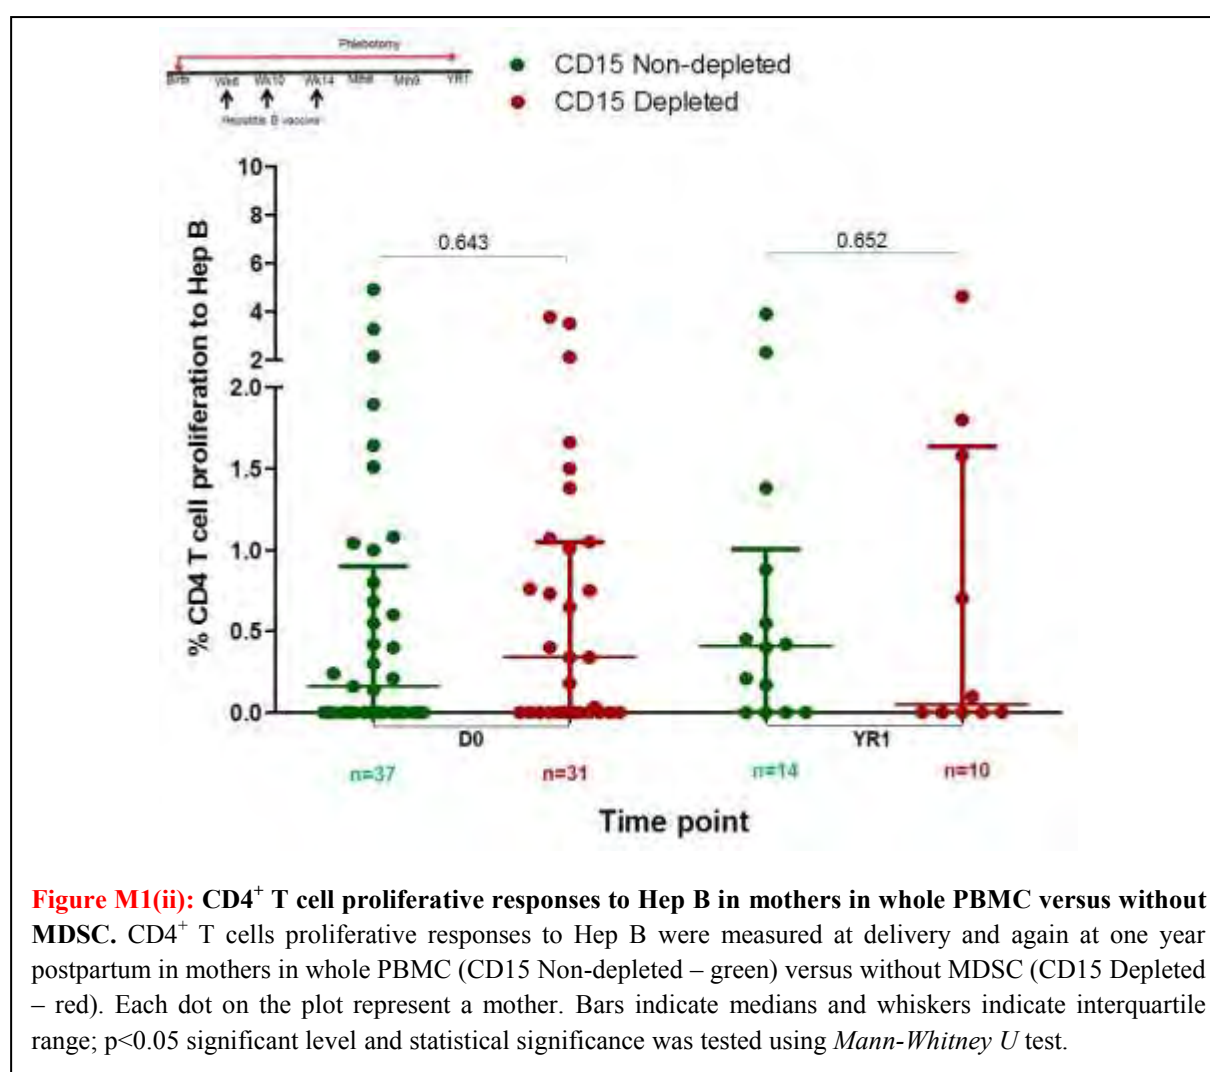 Phlebotomy
Birth Wk6 Wk10 Wk14 Mth6 Mth9 YR1
Hepatitis B vaccine
CD15 Non-depleted
CD15 Depleted
% CD4 T cell proliferation to Hep B
10
8
6
4
2
2.0
1.5
1.0
0.5
0.0
0.643
0.652
D0 YR1
n=37 n=31 n=14 n=10
Time point
Figure M1(ii): CD4+ T cell proliferative responses to Hep B in mothers in whole PBMC versus without
MDSC. CD4+ T cells proliferative responses to Hep B were measured at delivery and again at one year
postpartum in mothers in whole PBMC (CD15 Non-depleted – green) versus without MDSC (CD15 Depleted
– red). Each dot on the plot represent a mother. Bars indicate medians and whiskers indicate interquartile
range; p<0.05 significant level and statistical significance was tested using Mann-Whitney U test.